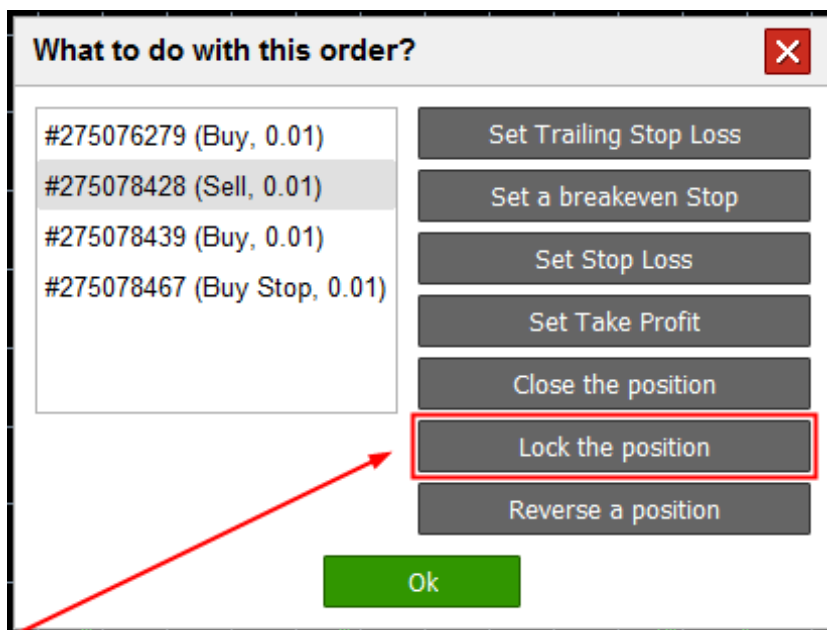 What to do with this order?
#275076279 (Buy, 0.01)
#275078428 (Sell, 0.01)
#275078439 (Buy, 0.01)
#275078467 (Buy Stop, 0.01)
Set Trailing Stop Loss
Set a breakeven Stop
Set Stop Loss
Set Take Profit
Close the position
Lock the position
Reverse a position
Ok